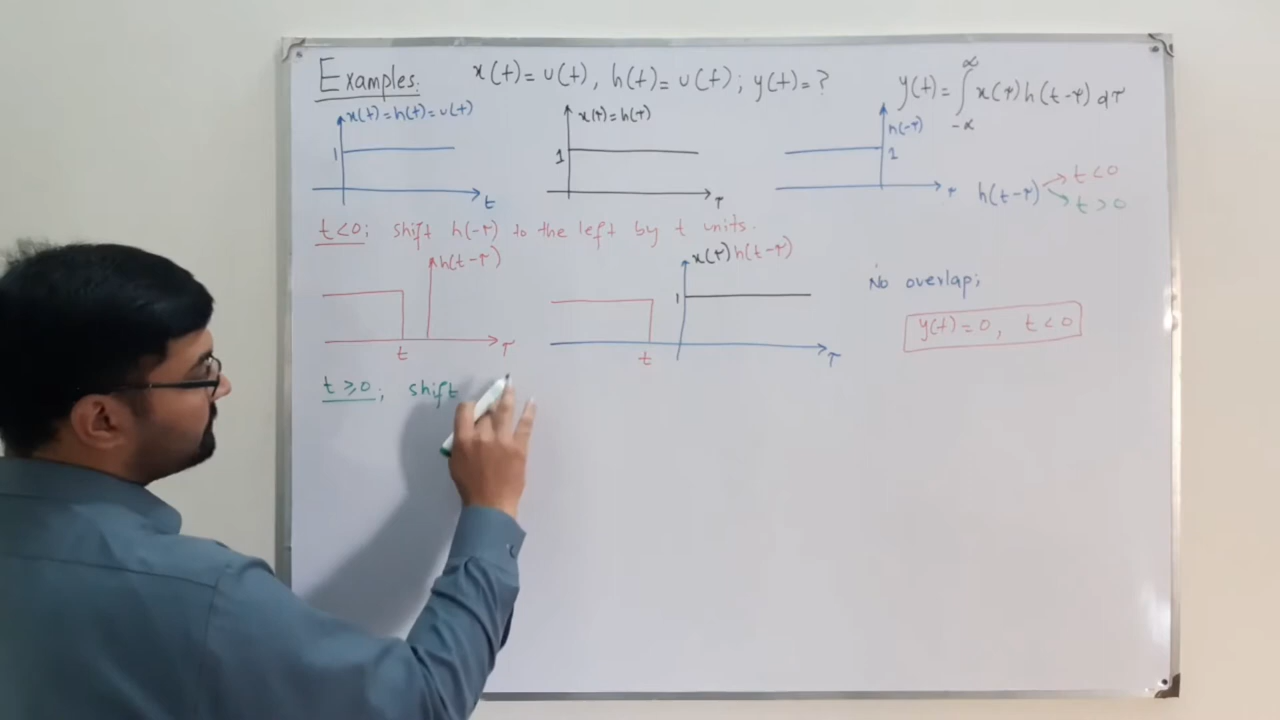 Examples: x(t) = u(t), h(t) = u(t); y(t) = ? y(t) = ∫_{-∞}^{∞} x(τ) h(t-τ) dτ
x(t) = h(t) = u(t) x(τ) = h(τ) h(-τ)
1 1 1
t τ τ h(t-τ) t<0
t>0
t<0; shift h(-τ) to the left by t units.
h(t-τ) x(τ) h(t-τ)
No overlap;
1
y(t) = 0, t<0
t τ t τ
t≥0; shift